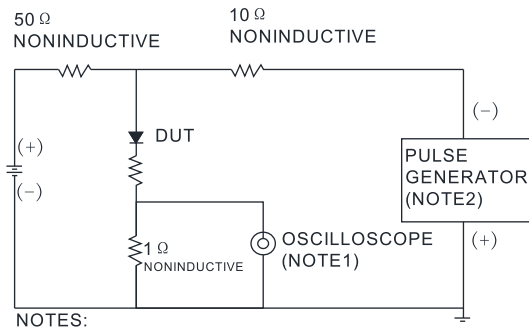 50 Ω
NONINDUCTIVE
10 Ω
NONINDUCTIVE
(+)
(−)
DUT
1 Ω
NONINDUCTIVE
OSCILLOSCOPE
(NOTE1)
(−)
PULSE
GENERATOR
(NOTE2)
(+)
NOTES: